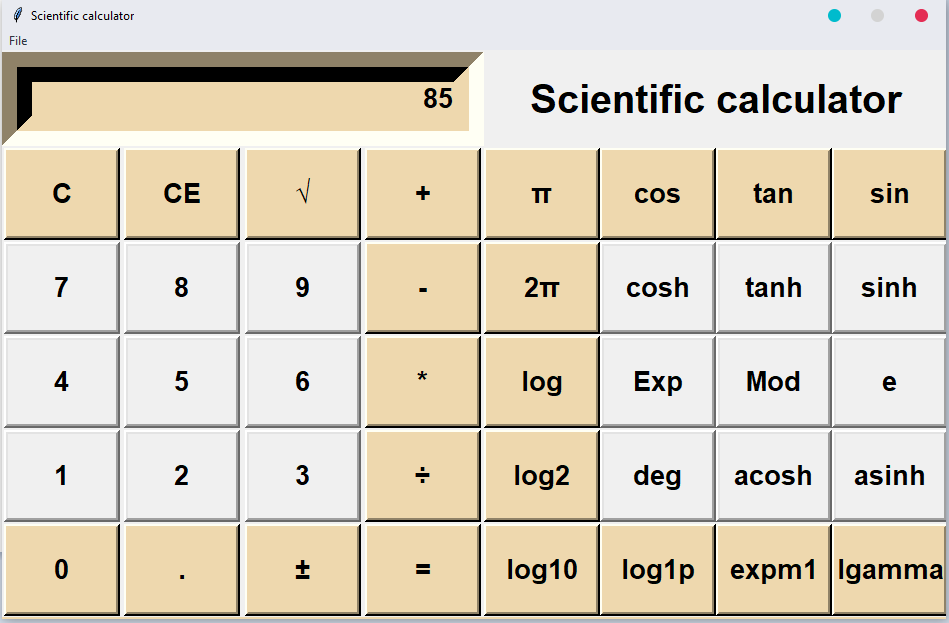 Scientific calculator
File
85
Scientific calculator
C CE √ + π cos tan sin
7 8 9 - 2π cosh tanh sinh
4 5 6 * log Exp Mod e
1 2 3 ÷ log2 deg acosh asinh
0 . ± = log10 log1p expm1 lgamma